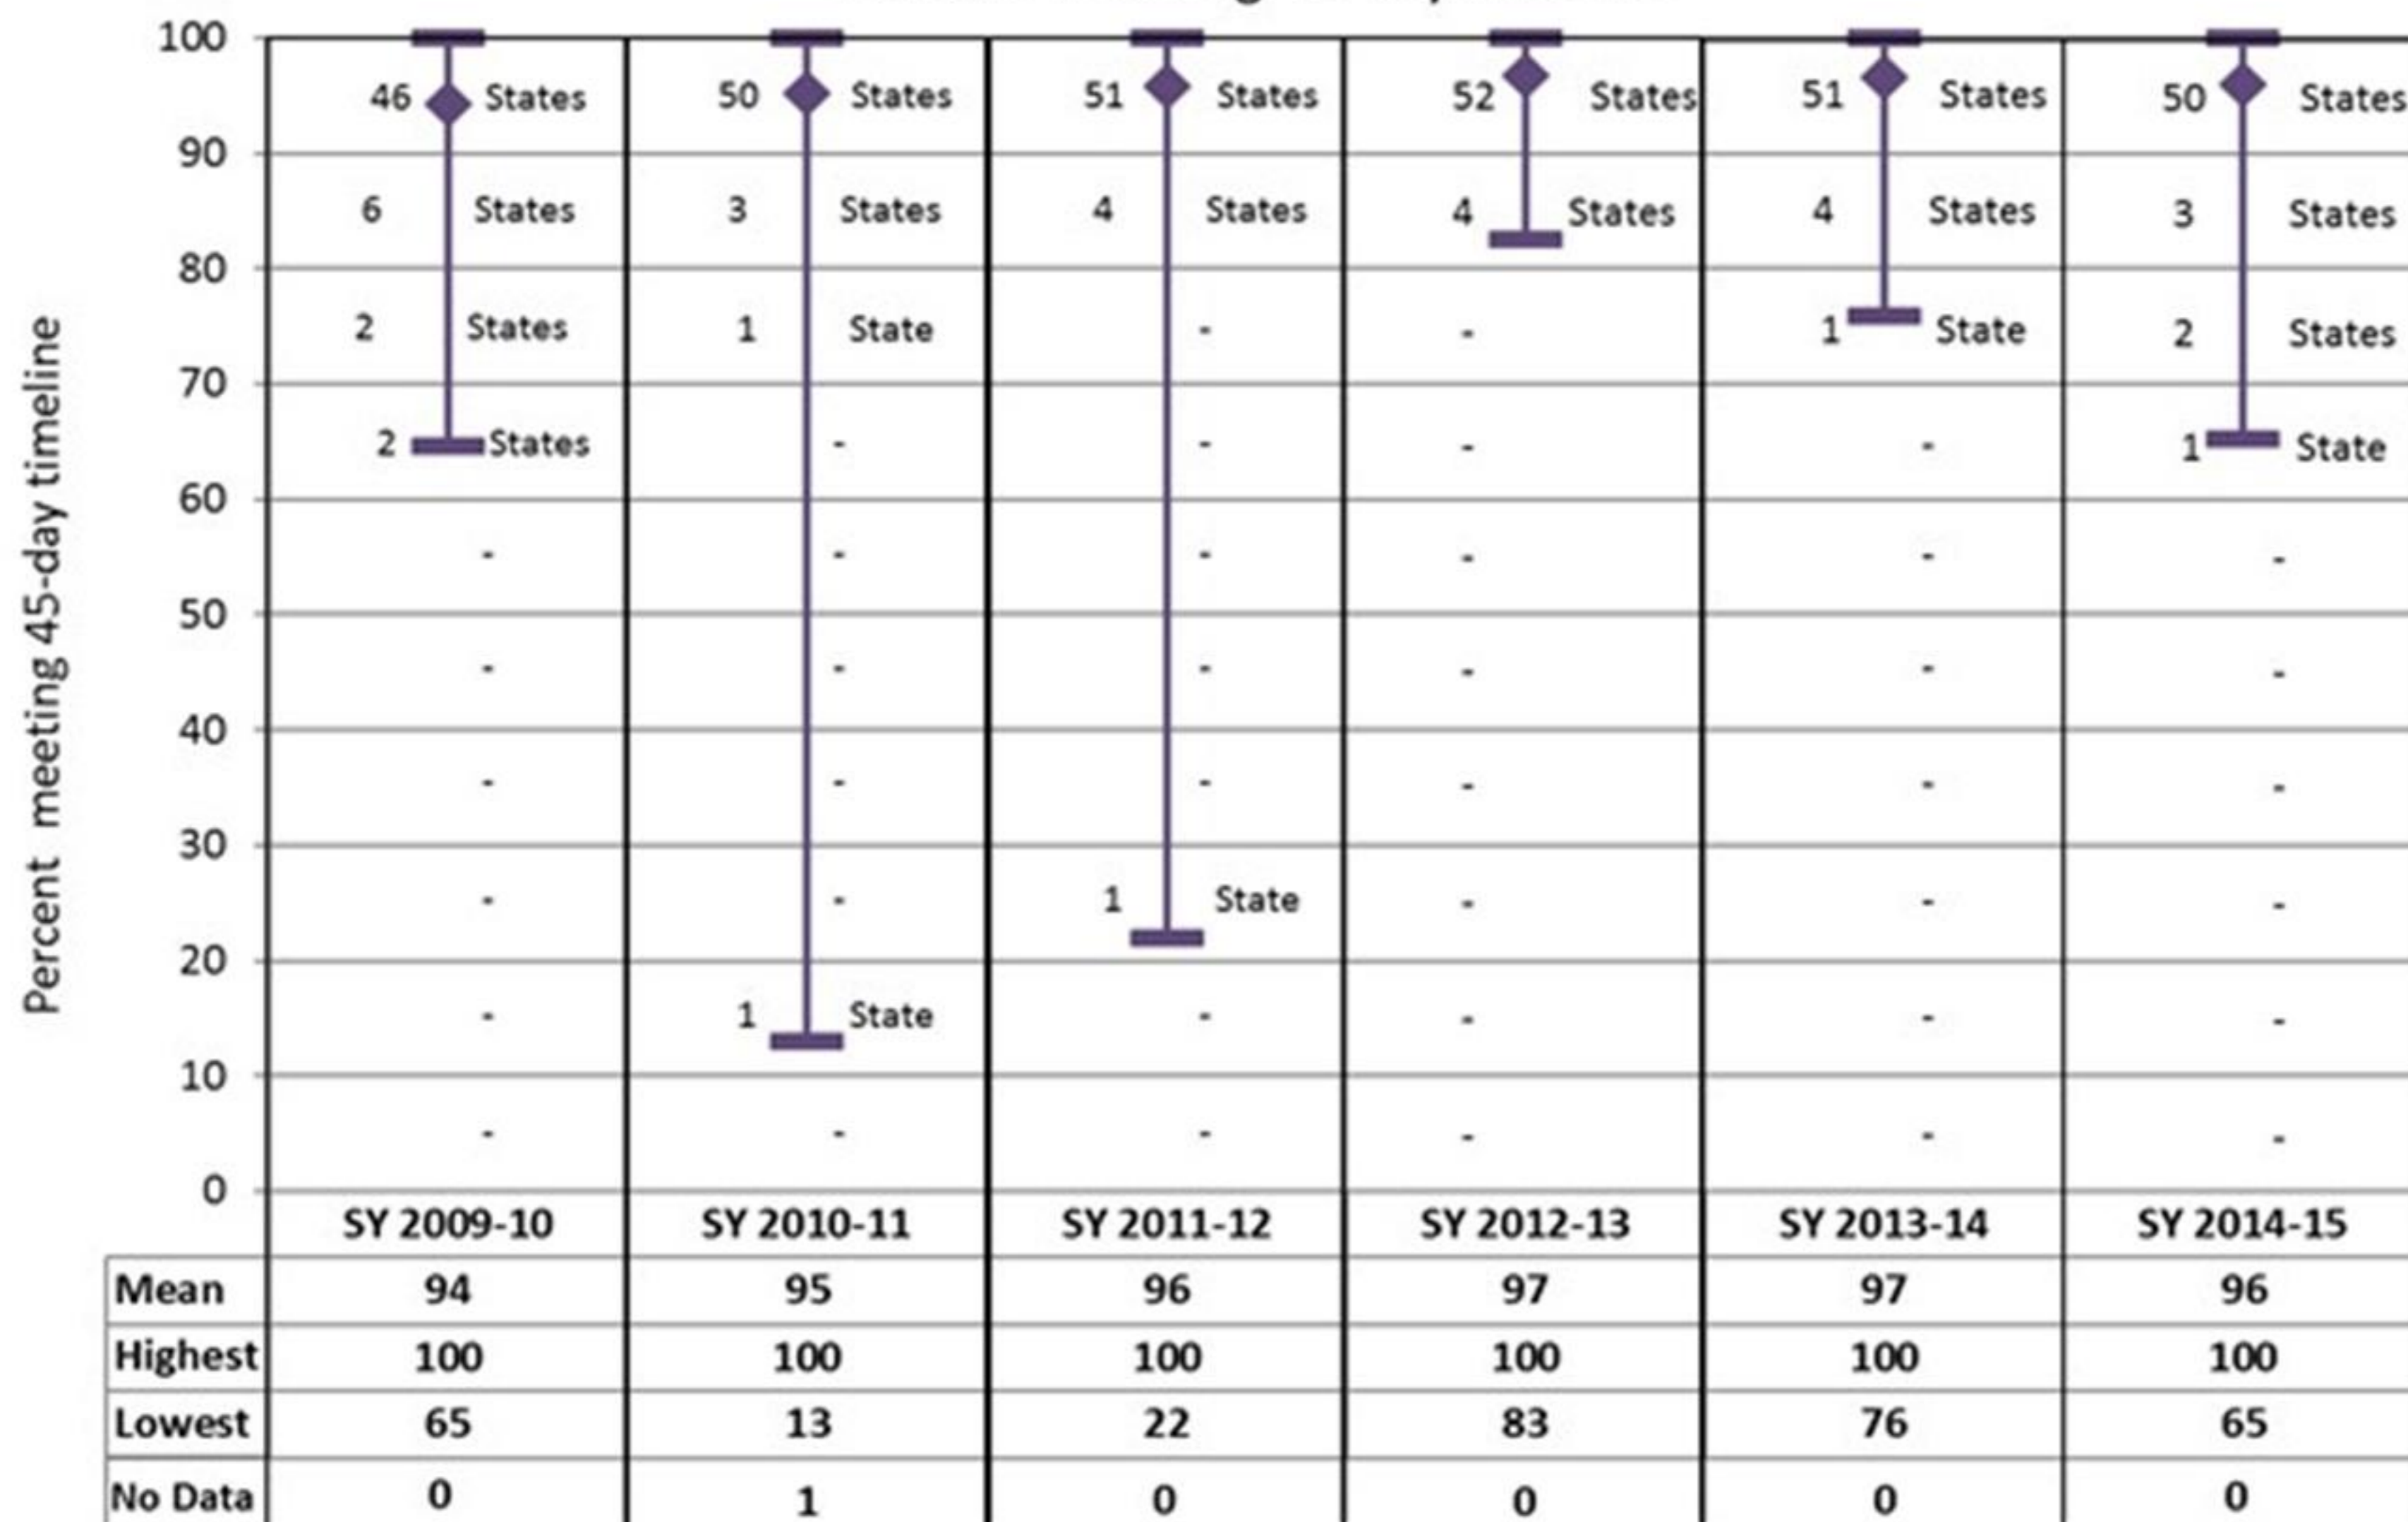 100
46 States 50 States 51 States 52 States 51 States 50 States
90
6 States 3 States 4 States 4 States 4 States 3 States
80
2 States 1 State - - 1 State 2 States
70
2 States - - - - 1 State
60
- - - - - -
50
- - - - - -
40
- - - - - -
30
- - 1 State - - -
20
- 1 State - - - -
10
- - - - - -
0
Percent meeting 45-day timeline
SY 2009-10 SY 2010-11 SY 2011-12 SY 2012-13 SY 2013-14 SY 2014-15
Mean 94 95 96 97 97 96
Highest 100 100 100 100 100 100
Lowest 65 13 22 83 76 65
No Data 0 1 0 0 0 0